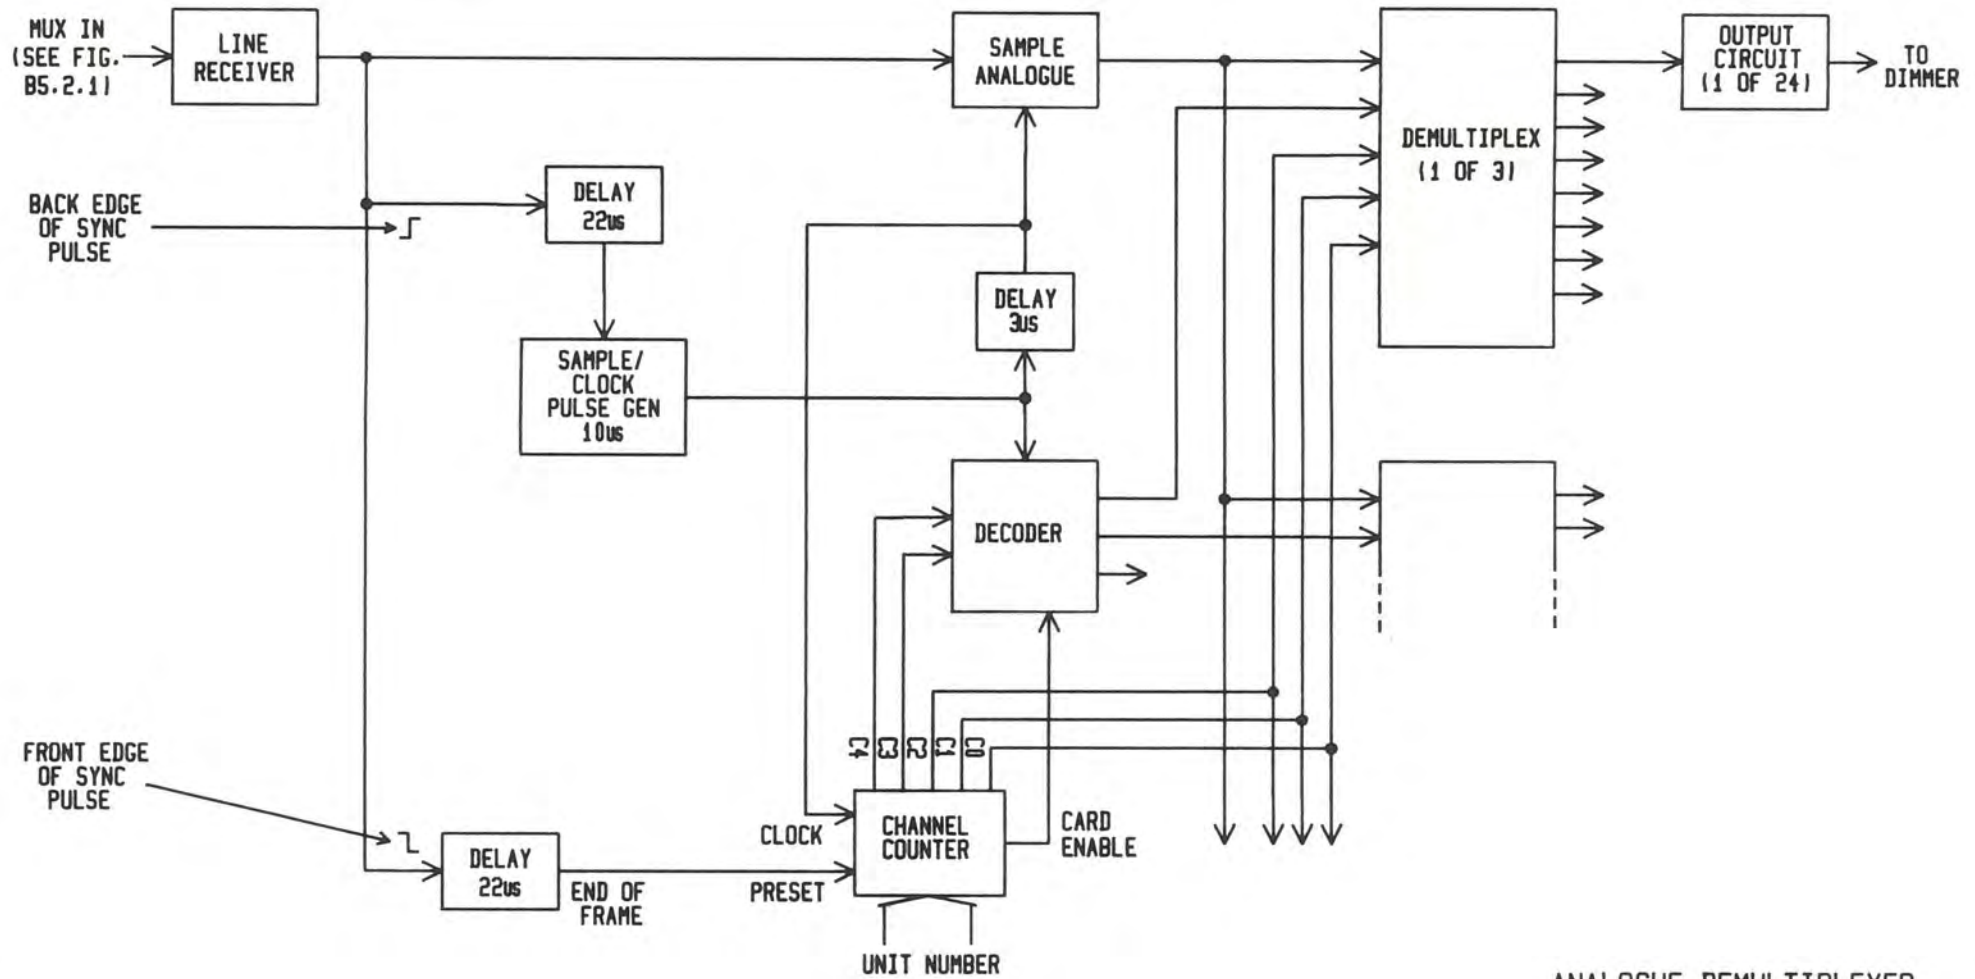 MUX IN
(SEE FIG.
B5.2.1)
LINE
RECEIVER
SAMPLE
ANALOGUE
DEMULTIPLEX
(1 OF 3)
OUTPUT
CIRCUIT
(1 OF 24)
TO
DIMMER
BACK EDGE
OF SYNC
PULSE
DELAY
22us
DELAY
3us
SAMPLE/
CLOCK
PULSE GEN
10us
DECODER
C4
C3
C2
C1
C0
FRONT EDGE
OF SYNC
PULSE
DELAY
22us
END OF
FRAME
CLOCK
PRESET
CHANNEL
COUNTER
CARD
ENABLE
UNIT NUMBER
ANALOGUE DEMULTIPLEXER